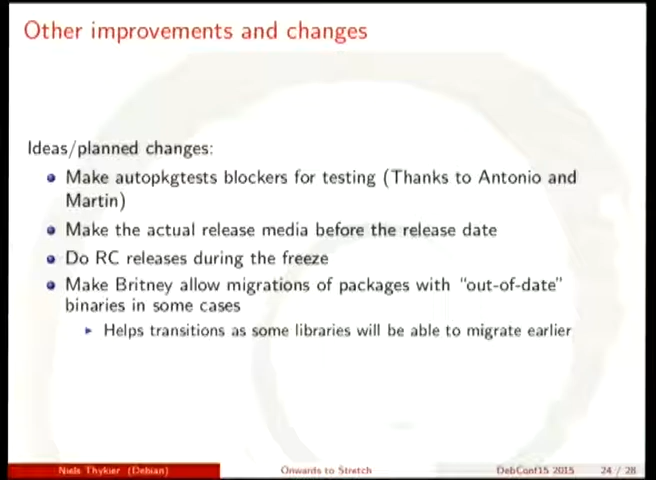 Other improvements and changes
Ideas/planned changes:
Make autopkgtests blockers for testing (Thanks to Antonio and
Martin)
Make the actual release media before the release date
Do RC releases during the freeze
Make Britney allow migrations of packages with "out-of-date"
binaries in some cases
Helps transitions as some libraries will be able to migrate earlier
Niels Thykier (Debian)
Onwards to Stretch
DebConf15 2015
24 / 28